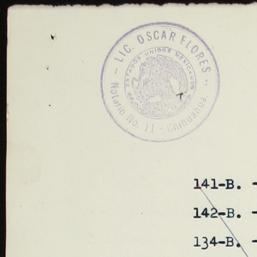 LIC. OSCAR FLORES
ESTADOS UNIDOS MEXICANOS
Notario No. 11 - Chihuahua
141-B. -
142-B. -
134-B. -